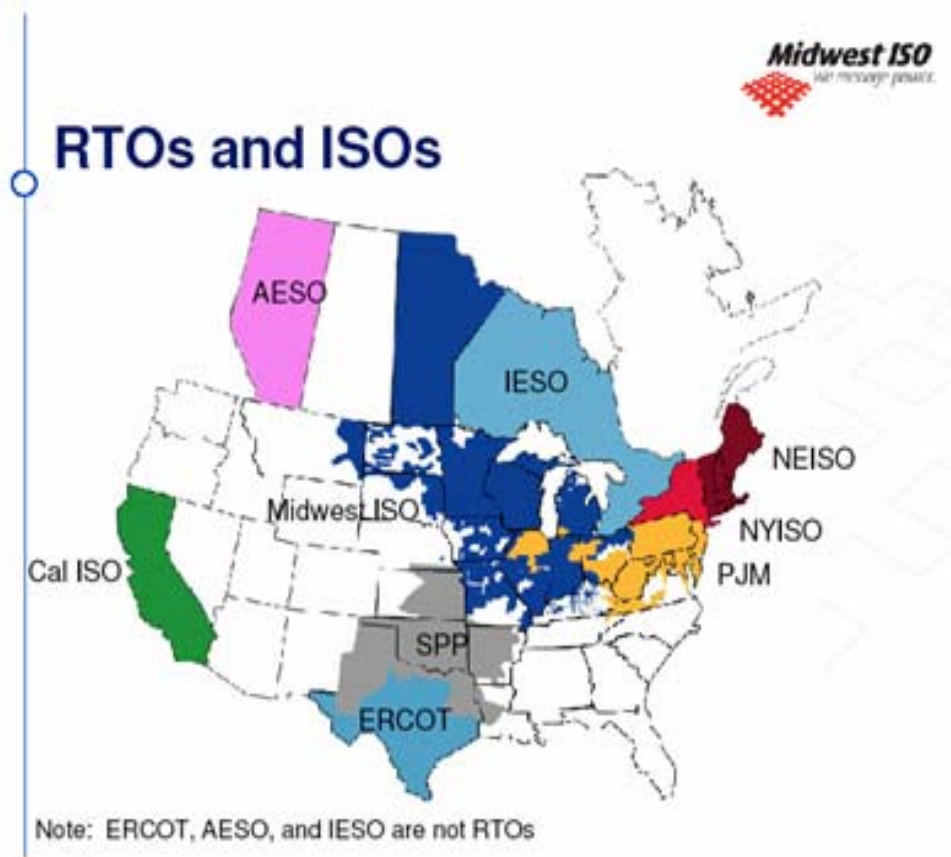 Midwest ISO
We manage power.
RTOs and ISOs
AESO
IESO
NEISO
Midwest ISO
NYISO
Cal ISO
PJM
SPP
ERCOT
Note: ERCOT, AESO, and IESO are not RTOs